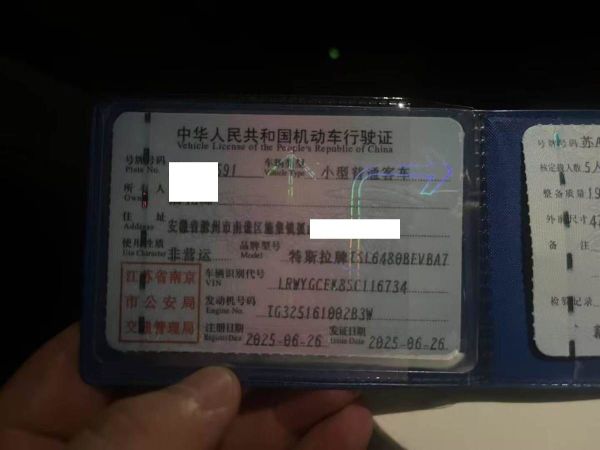 中华人民共和国机动车行驶证
Vehicle License of the People's Republic of China
号牌号码 591 车辆类型 小型普通客车
Plate No. Vehicle Type
所有人
Owner
住址 安徽省滁州市南谯区施集镇孤
Address
使用性质 非营运 品牌型号 特斯拉牌TSL6480BEVBA7
Use Character
江苏省南京
市公安局
交通管理局
车辆识别代号 LRWYGCEK8SC116734
VIN
发动机号码 TG325161002B3W
Engine No.
注册日期 2025-06-26 发证日期 2025-06-26
Register Date Issue Date
号牌号码 苏A
核定载人数 5人
整备质量 19
外廓尺寸 47
备注
检验记录